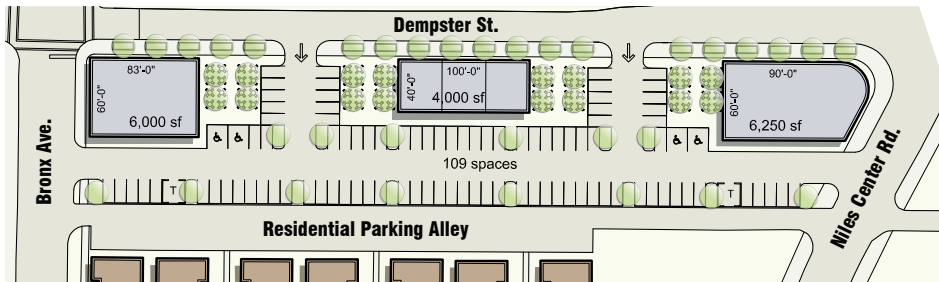 Dempster St.
83'-0"
60'-0"
6,000 sf
100'-0"
40'-0"
4,000 sf
90'-0"
60'-0"
6,250 sf
109 spaces
T
T
Bronx Ave.
Niles Center Rd.
Residential Parking Alley